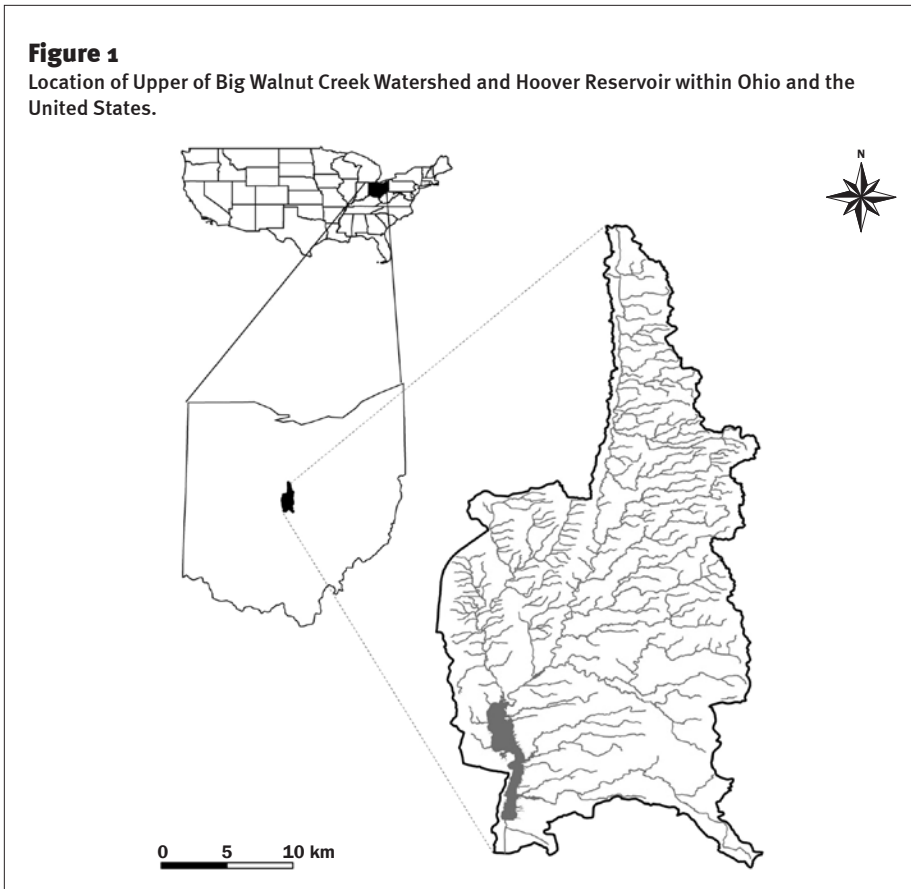 Figure 1
Location of Upper of Big Walnut Creek Watershed and Hoover Reservoir within Ohio and the
United States.
N
0 5 10 km